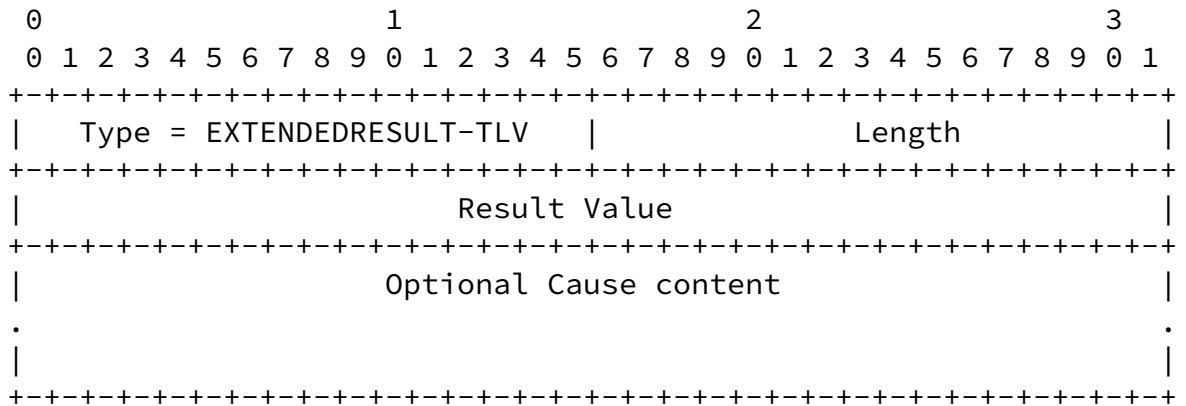 0                   1                   2                   3
 0 1 2 3 4 5 6 7 8 9 0 1 2 3 4 5 6 7 8 9 0 1 2 3 4 5 6 7 8 9 0 1
+-+-+-+-+-+-+-+-+-+-+-+-+-+-+-+-+-+-+-+-+-+-+-+-+-+-+-+-+-+-+-+-+
|   Type = EXTENDEDRESULT-TLV   |              Length           |
+-+-+-+-+-+-+-+-+-+-+-+-+-+-+-+-+-+-+-+-+-+-+-+-+-+-+-+-+-+-+-+-+
|                        Result Value                           |
+-+-+-+-+-+-+-+-+-+-+-+-+-+-+-+-+-+-+-+-+-+-+-+-+-+-+-+-+-+-+-+-+
|                    Optional Cause content                     |
.                                                               .
|                                                               |
+-+-+-+-+-+-+-+-+-+-+-+-+-+-+-+-+-+-+-+-+-+-+-+-+-+-+-+-+-+-+-+-+